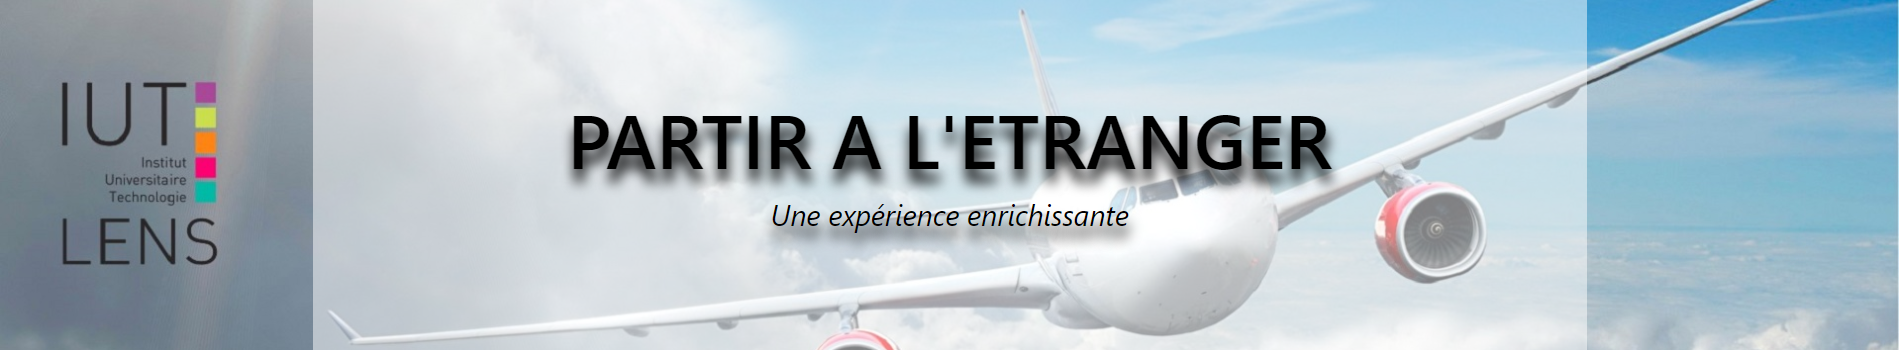 IUT
Institut
Universitaire
Technologie
LENS
PARTIR A L'ETRANGER
Une expérience enrichissante